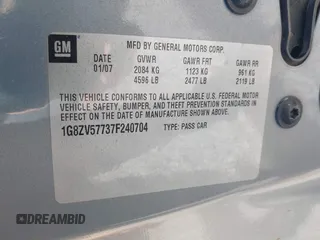 GM
MFD BY GENERAL MOTORS CORP.
DATE GVWR GAWR FRT GAWR RR
01/07 2084 KG 1123 KG 961 KG
4596 LB 2477 LB 2119 LB
THIS VEHICLE CONFORMS TO ALL APPLICABLE U.S. FEDERAL MOTOR
VEHICLE SAFETY, BUMPER, AND THEFT PREVENTION STANDARDS
IN EFFECT ON THE DATE OF MANUFACTURE SHOWN ABOVE.
1G8ZV57737F240704 TYPE: PASS CAR
DREAMBID